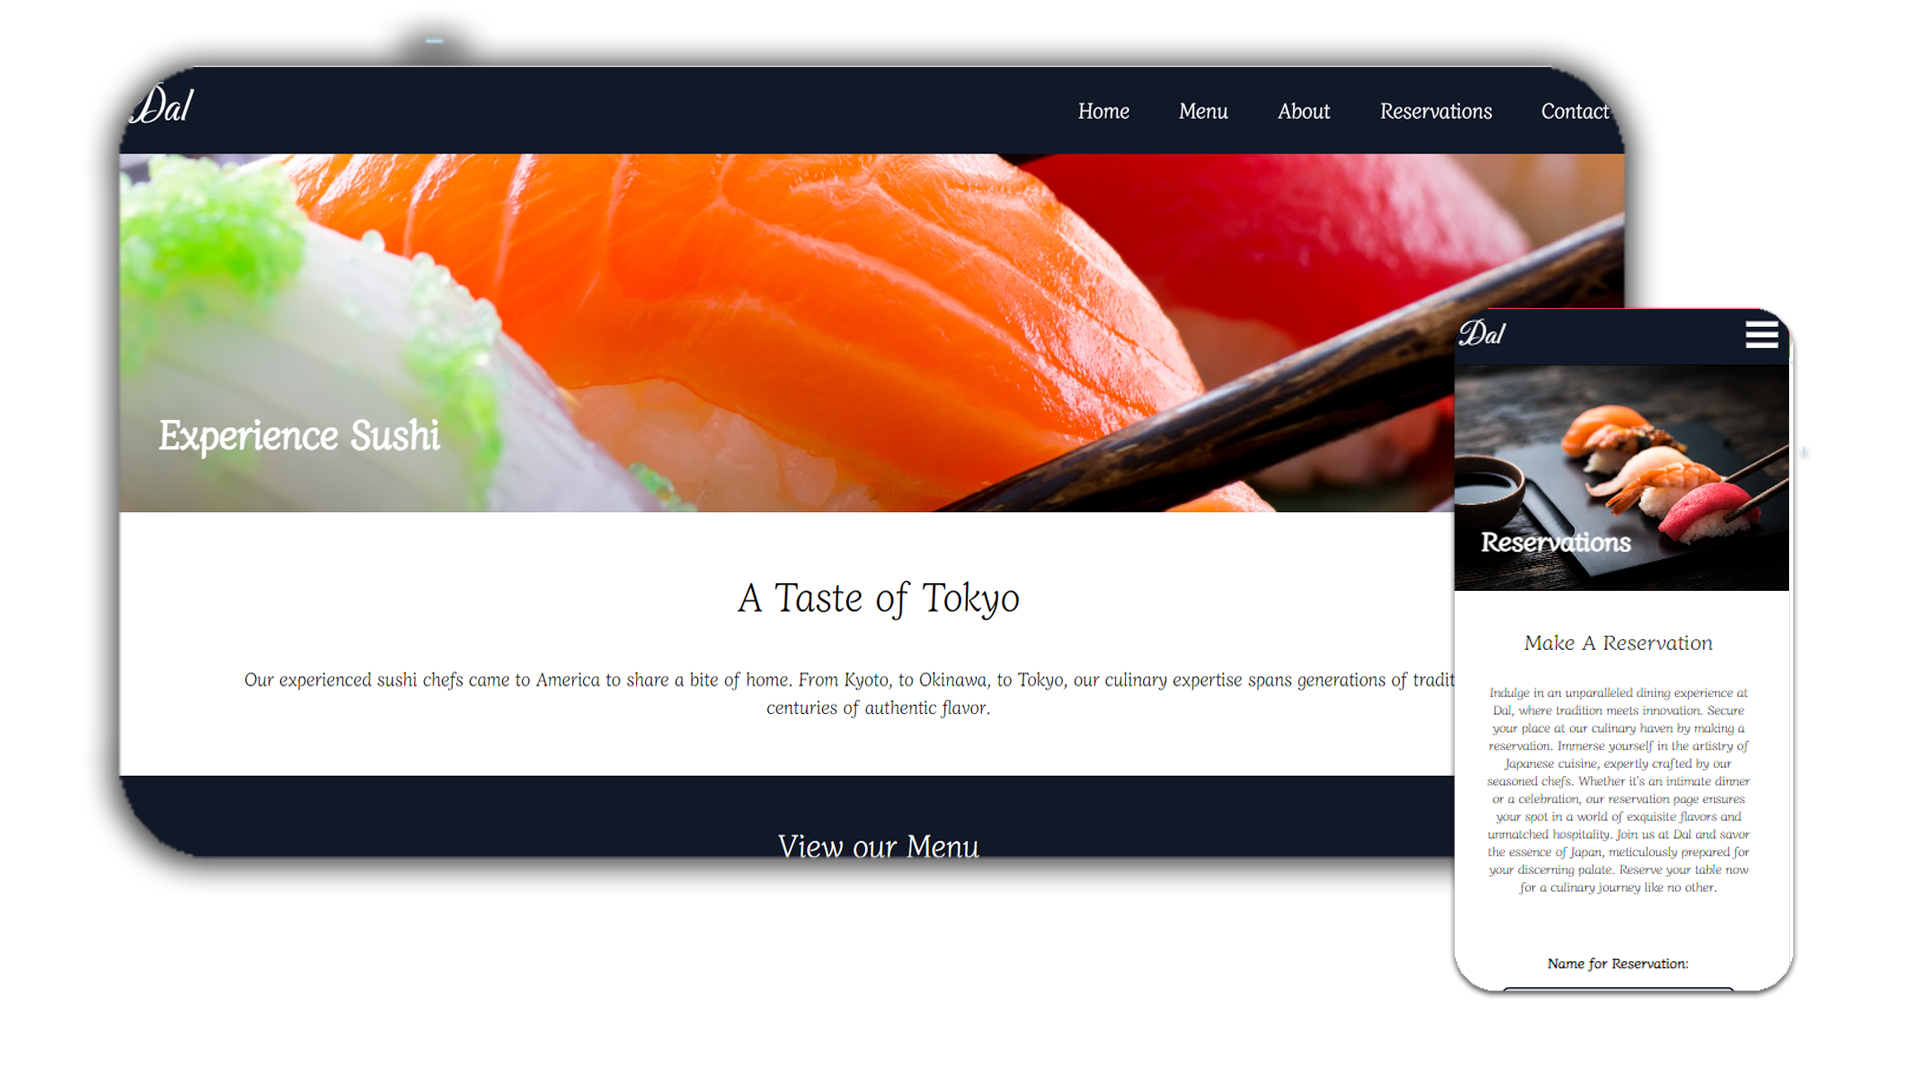 Dal
Home Menu About Reservations Contact
Experience Sushi
A Taste of Tokyo
Our experienced sushi chefs came to America to share a bite of home. From Kyoto, to Okinawa, to Tokyo, our culinary expertise spans generations of tradit
centuries of authentic flavor.
View our Menu
Dal
Reservations
Make A Reservation
Indulge in an unparalleled dining experience at
Dal, where tradition meets innovation. Secure
your place at our culinary haven by making a
reservation. Immerse yourself in the artistry of
Japanese cuisine, expertly crafted by our
seasoned chefs. Whether it's an intimate dinner
or a celebration, our reservation page ensures
your spot in a world of exquisite flavors and
unmatched hospitality. Join us at Dal and savor
the essence of Japan, meticulously prepared for
your discerning palate. Reserve your table now
for a culinary journey like no other.
Name for Reservation: